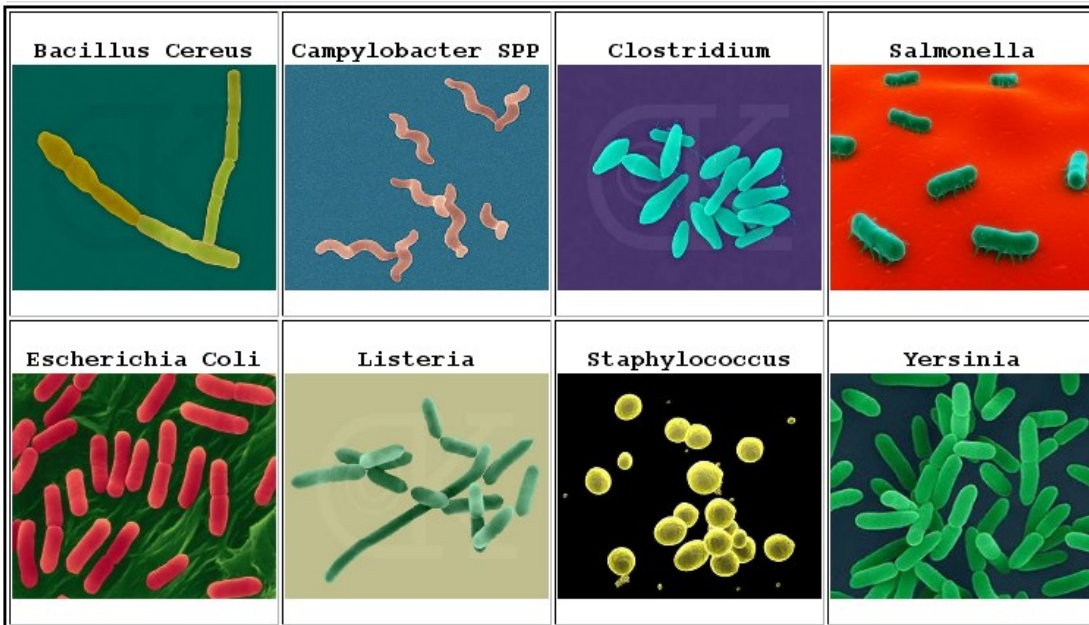 Bacillus Cereus
Campylobacter SPP
Clostridium
Salmonella
Escherichia Coli
Listeria
Staphylococcus
Yersinia